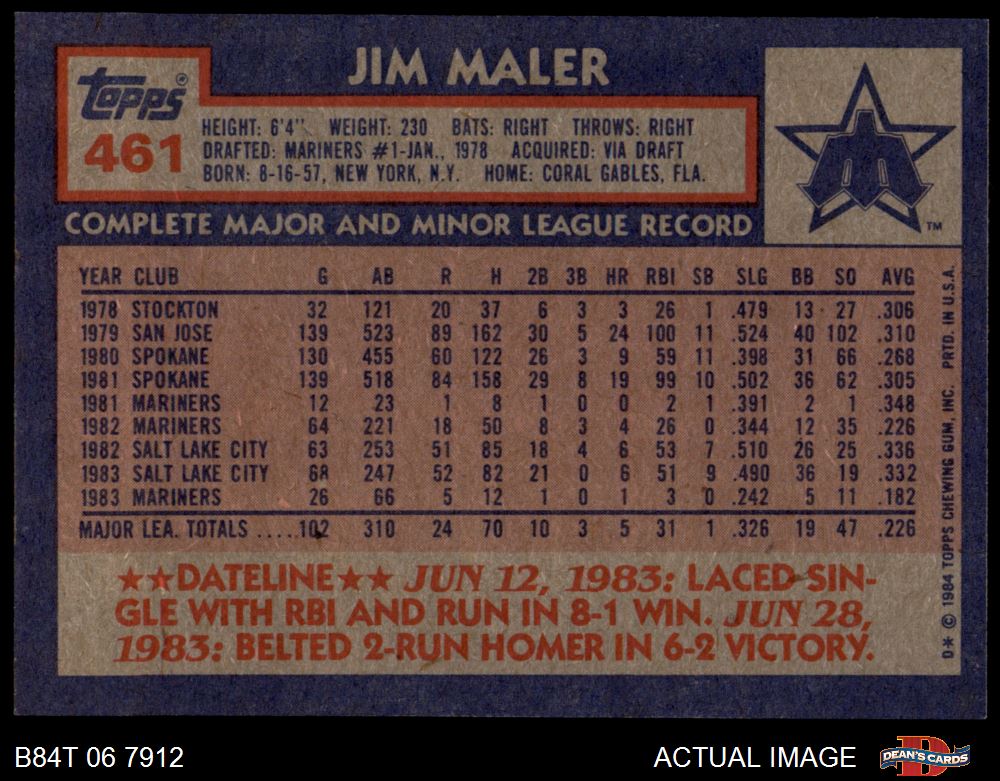 JIM MALER
Topps®
461
HEIGHT: 6'4" WEIGHT: 230 BATS: RIGHT THROWS: RIGHT
DRAFTED: MARINERS #1-JAN., 1978 ACQUIRED: VIA DRAFT
BORN: 8-16-57, NEW YORK, N.Y. HOME: CORAL GABLES, FLA.
TM
COMPLETE MAJOR AND MINOR LEAGUE RECORD
YEAR CLUB G AB R H 2B 3B HR RBI SB SLG BB SO AVG
1978 STOCKTON 32 121 20 37 6 3 3 26 1 .479 13 27 .306
1979 SAN JOSE 139 523 89 162 30 5 24 100 11 .524 40 102 .310
1980 SPOKANE 130 455 60 122 26 3 9 59 11 .398 31 66 .268
1981 SPOKANE 139 518 84 158 29 8 19 99 10 .502 36 62 .305
1981 MARINERS 12 23 1 8 1 0 0 2 1 .391 2 1 .348
1982 MARINERS 64 221 18 50 8 3 4 26 0 .344 12 35 .226
1982 SALT LAKE CITY 63 253 51 85 18 4 6 53 7 .510 26 25 .336
1983 SALT LAKE CITY 68 247 52 82 21 0 6 51 9 .490 36 19 .332
1983 MARINERS 26 66 5 12 1 0 1 3 0 .242 5 11 .182
MAJOR LEA. TOTALS .....102 310 24 70 10 3 5 31 1 .326 19 47 .226
★★DATELINE★★ JUN 12, 1983: LACED SIN-
GLE WITH RBI AND RUN IN 8-1 WIN. JUN 28,
1983: BELTED 2-RUN HOMER IN 6-2 VICTORY.
D* © 1984 TOPPS CHEWING GUM, INC. PRTD. IN U.S.A.
B84T 06 7912
ACTUAL IMAGE
DEAN'S CARDS